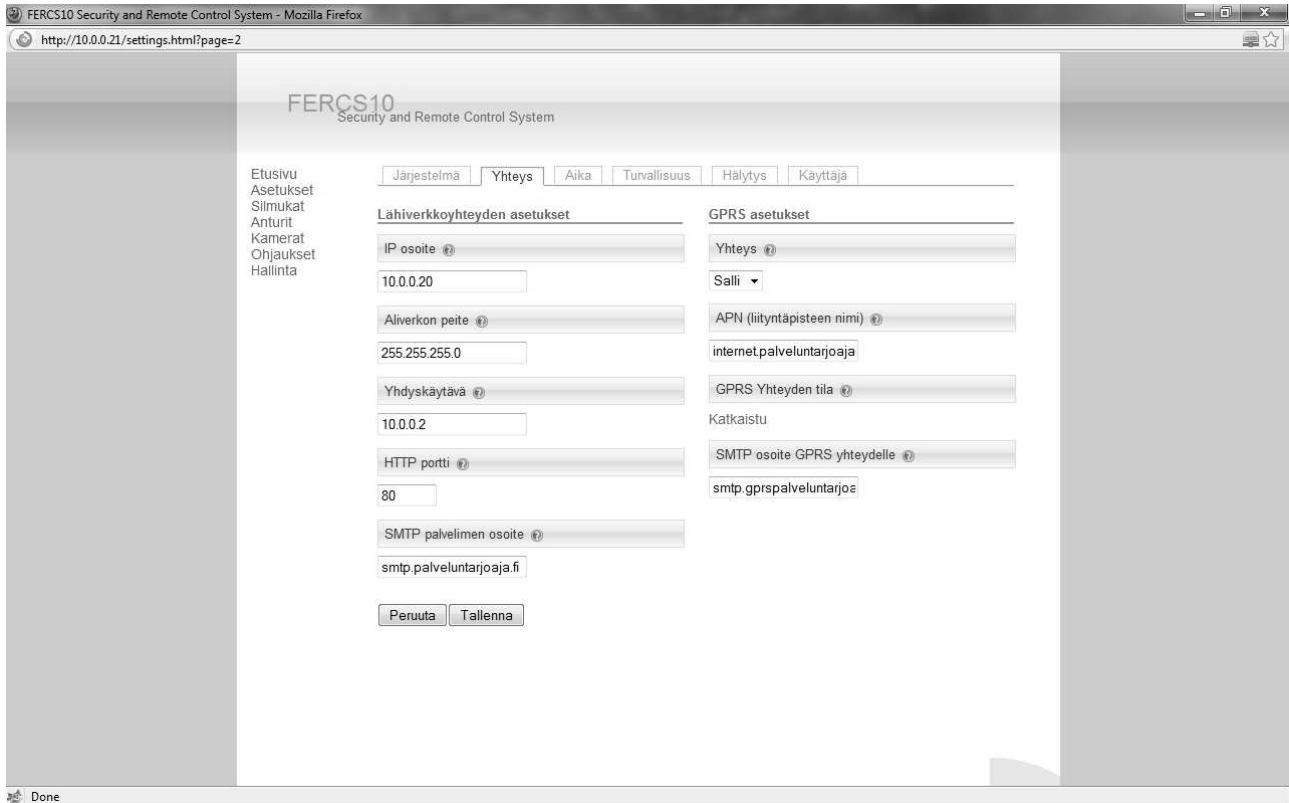 FERCS10 Security and Remote Control System - Mozilla Firefox
http://10.0.0.21/settings.html?page=2
FERCS10
Security and Remote Control System
Etusivu
Asetukset
Silmukat
Anturit
Kamerat
Ohjaukset
Hallinta
Järjestelmä
Yhteys
Aika
Turvallisuus
Hälytys
Käyttäjä
Lähiverkkoyhteyden asetukset
IP osoite
10.0.0.20
Aliverkon peite
255.255.255.0
Yhdyskäytävä
10.0.0.2
HTTP portti
80
SMTP palvelimen osoite
smtp.palveluntarjoaja.fi
Peruuta
Tallenna
GPRS asetukset
Yhteys
Salli
APN (liityntäpisteen nimi)
internet.palveluntarjoaja
GPRS Yhteyden tila
Katkaistu
SMTP osoite GPRS yhteydelle
smtp.gprspalveluntarjoa
Done